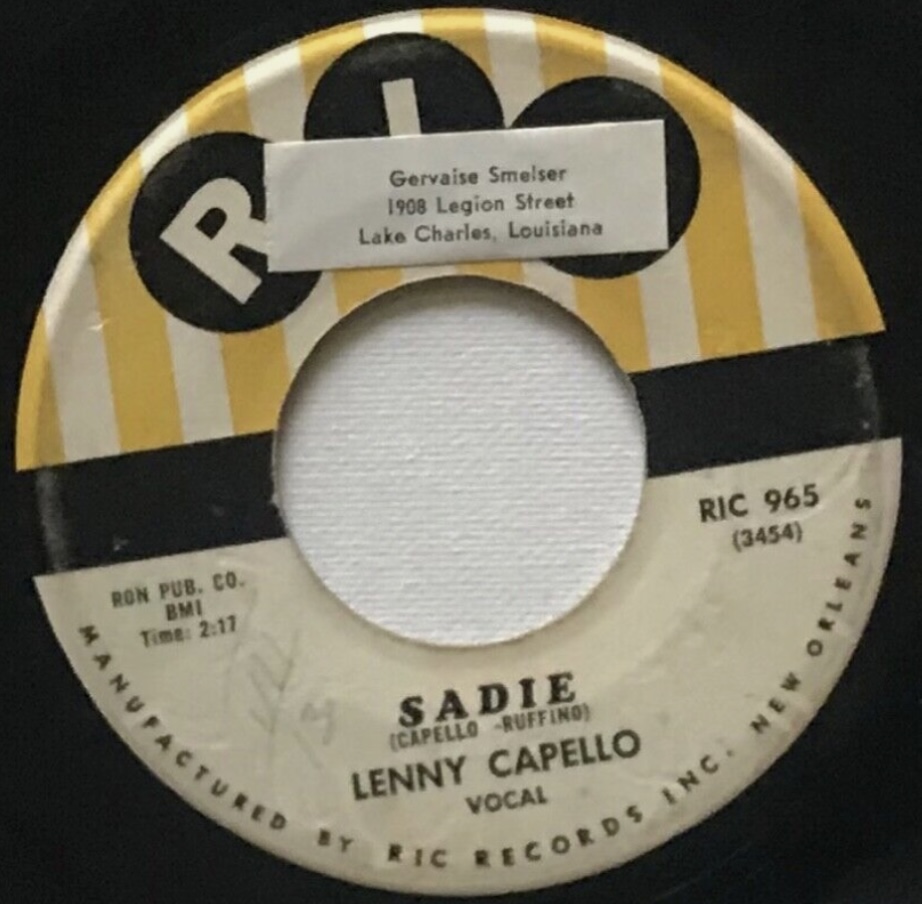 R I
Gervaise Smelser
1908 Legion Street
Lake Charles, Louisiana
RIC 965
(3454)
RON PUB. CO.
BMI
Time: 2:17
SADIE
(CAPELLO -RUFFINO)
LENNY CAPELLO
VOCAL
MANUFACTURED BY RIC RECORDS INC. NEW ORLEANS